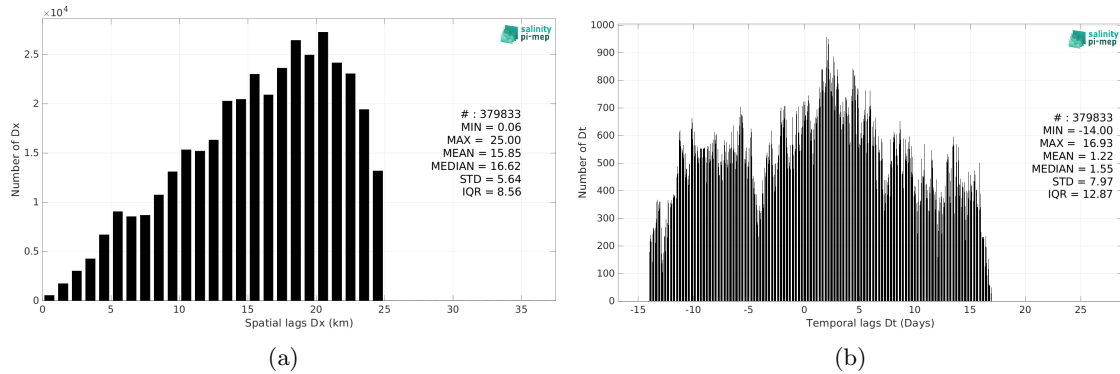 ×10⁴
2.5
2
1.5
1
0.5
0
0 5 10 15 20 25 30 35
Number of Dx
Spatial lags Dx (km)
salinity
pi-mep
# : 379833
MIN = 0.06
MAX = 25.00
MEAN = 15.85
MEDIAN = 16.62
STD = 5.64
IQR = 8.56
(a)
1000
900
800
700
600
500
400
300
200
100
0
-15 -10 -5 0 5 10 15 20 25
Number of Dt
Temporal lags Dt (Days)
salinity
pi-mep
# : 379833
MIN = -14.00
MAX = 16.93
MEAN = 1.22
MEDIAN = 1.55
STD = 7.97
IQR = 12.87
(b)